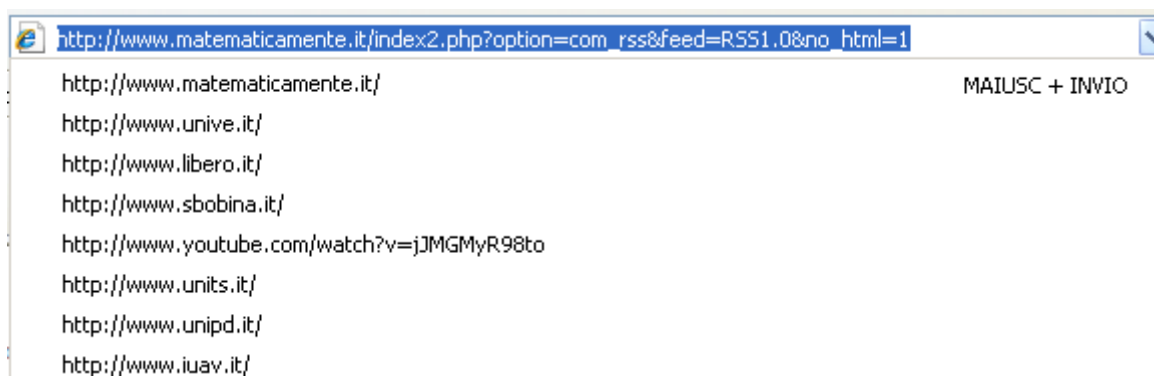 http://www.matematicamente.it/index2.php?option=com_rss&feed=RSS1.0&no_html=1
http://www.matematicamente.it/ MAIUSC + INVIO
http://www.unive.it/
http://www.libero.it/
http://www.sbobina.it/
http://www.youtube.com/watch?v=jJMGMyR98to
http://www.units.it/
http://www.unipd.it/
http://www.iuav.it/